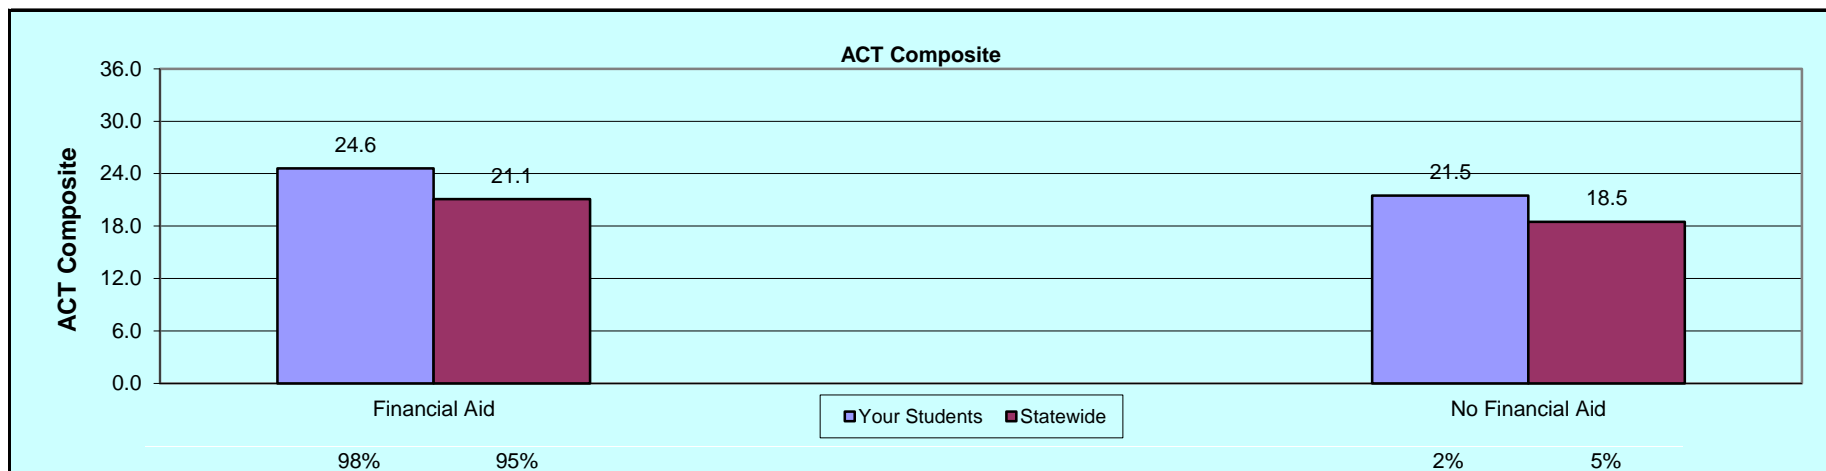 ACT Composite
ACT Composite
36.0
30.0
24.0
18.0
12.0
6.0
0.0
24.6
21.1
21.5
18.5
Financial Aid
No Financial Aid
Your Students Statewide
98% 95% 2% 5%